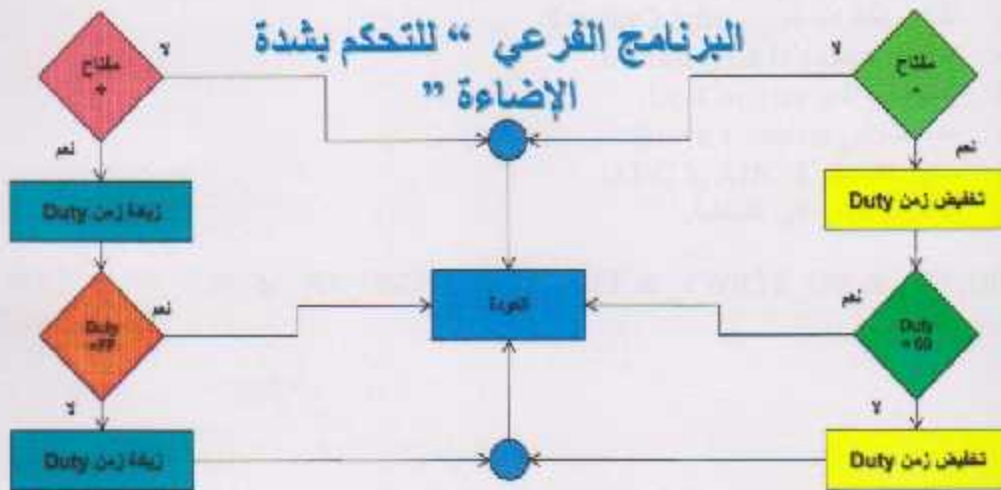 البرنامج الفرعي “ للتحكم بشدة
الإضاءة ”
مفتاح
+
لا
نعم
زيادة زمن Duty
Duty
=FF
نعم
لا
زيادة زمن Duty
العودة
مفتاح
-
لا
نعم
تخفيض زمن Duty
Duty
= 00
نعم
لا
تخفيض زمن Duty